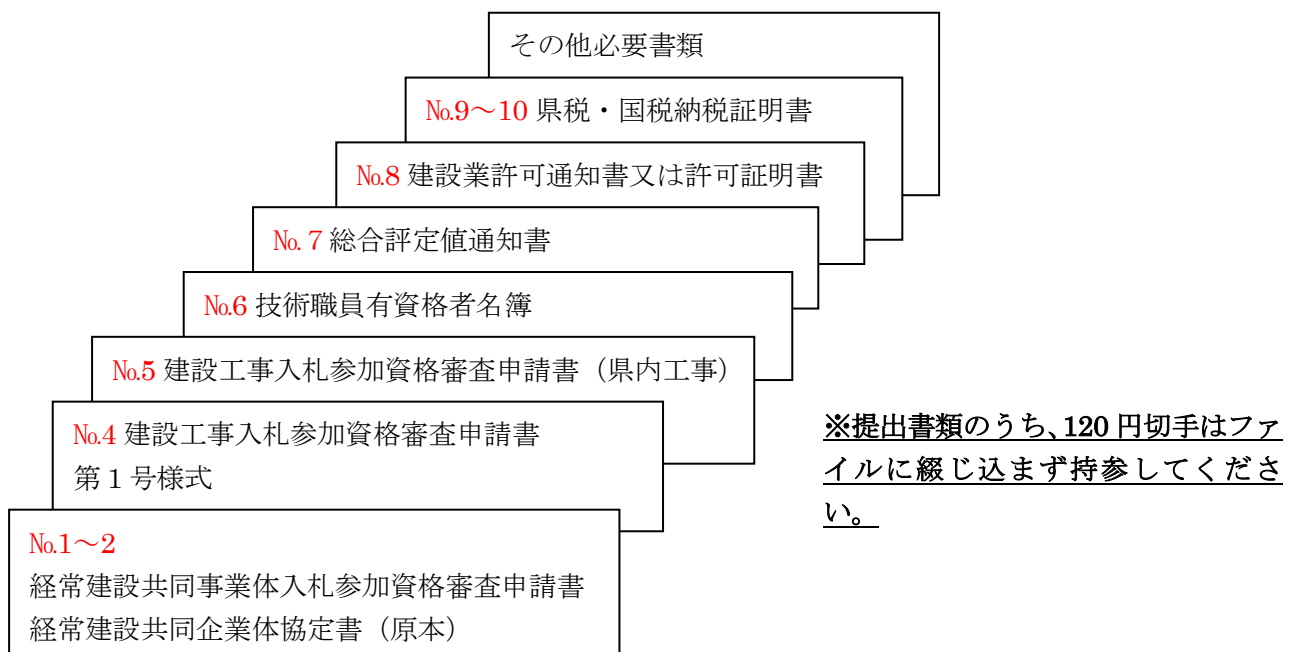 その他必要書類
№9～10 県税・国税納税証明書
№8 建設業許可通知書又は許可証明書
№7 総合評定値通知書
№6 技術職員有資格者名簿
№5 建設工事入札参加資格審査申請書（県内工事）
№4 建設工事入札参加資格審査申請書
第１号様式
№1～2
経常建設共同事業体入札参加資格審査申請書
経常建設共同企業体協定書（原本）
※提出書類のうち、120 円切手はファ
イルに綴じ込まず持参してくださ
い。